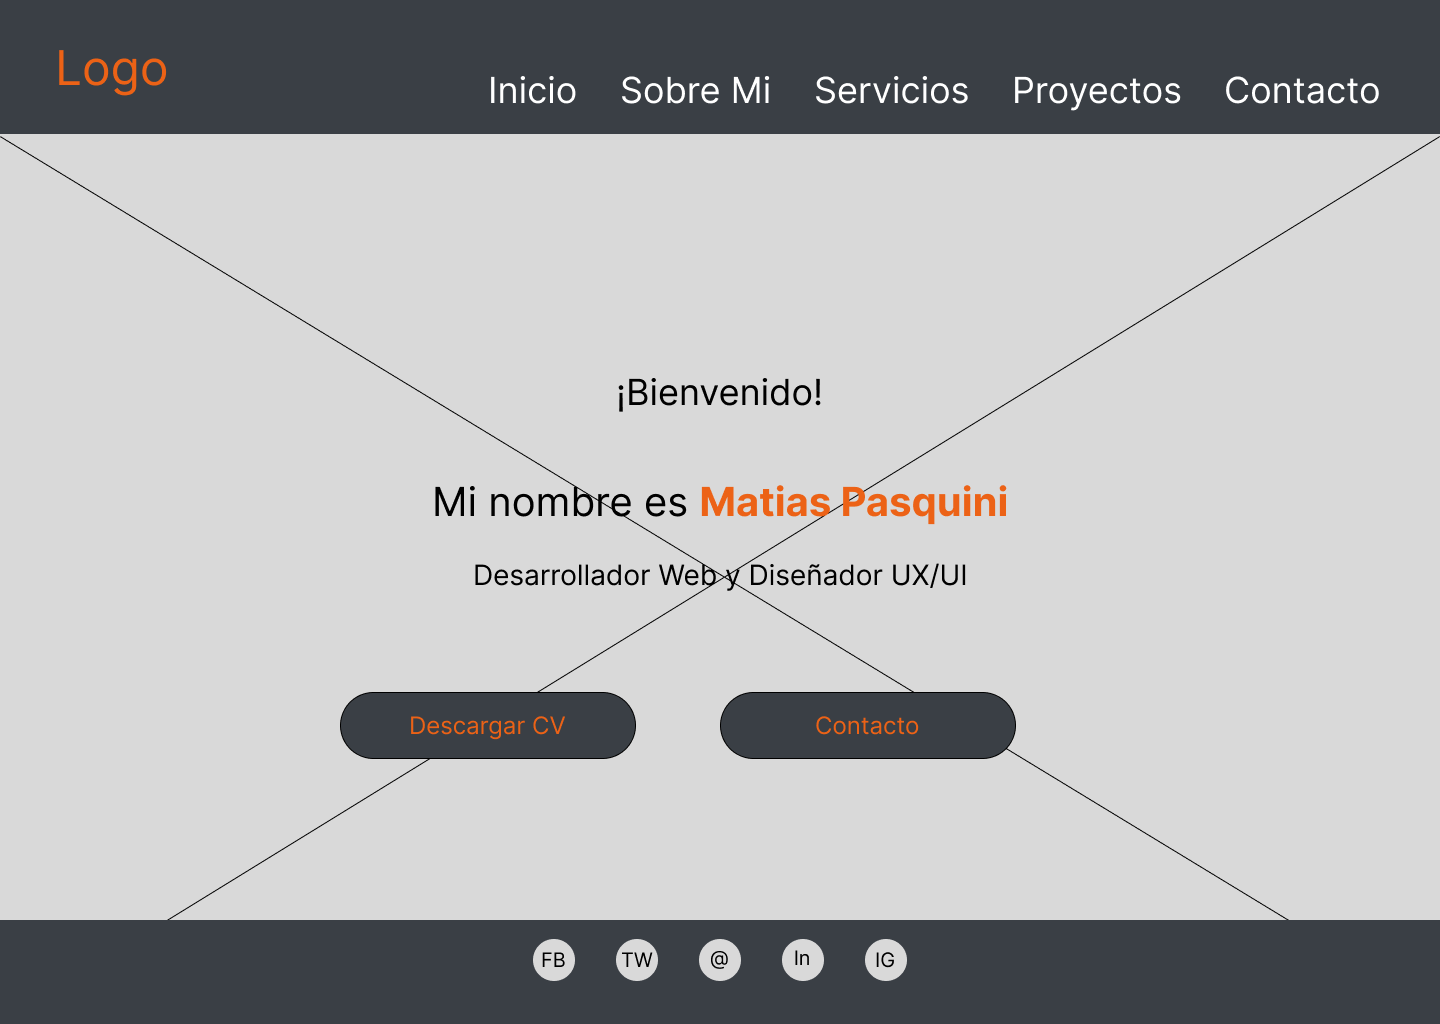 Logo
Inicio Sobre Mi Servicios Proyectos Contacto
¡Bienvenido!
Mi nombre es Matias Pasquini
Desarrollador Web y Diseñador UX/UI
Descargar CV Contacto
FB TW @ In IG